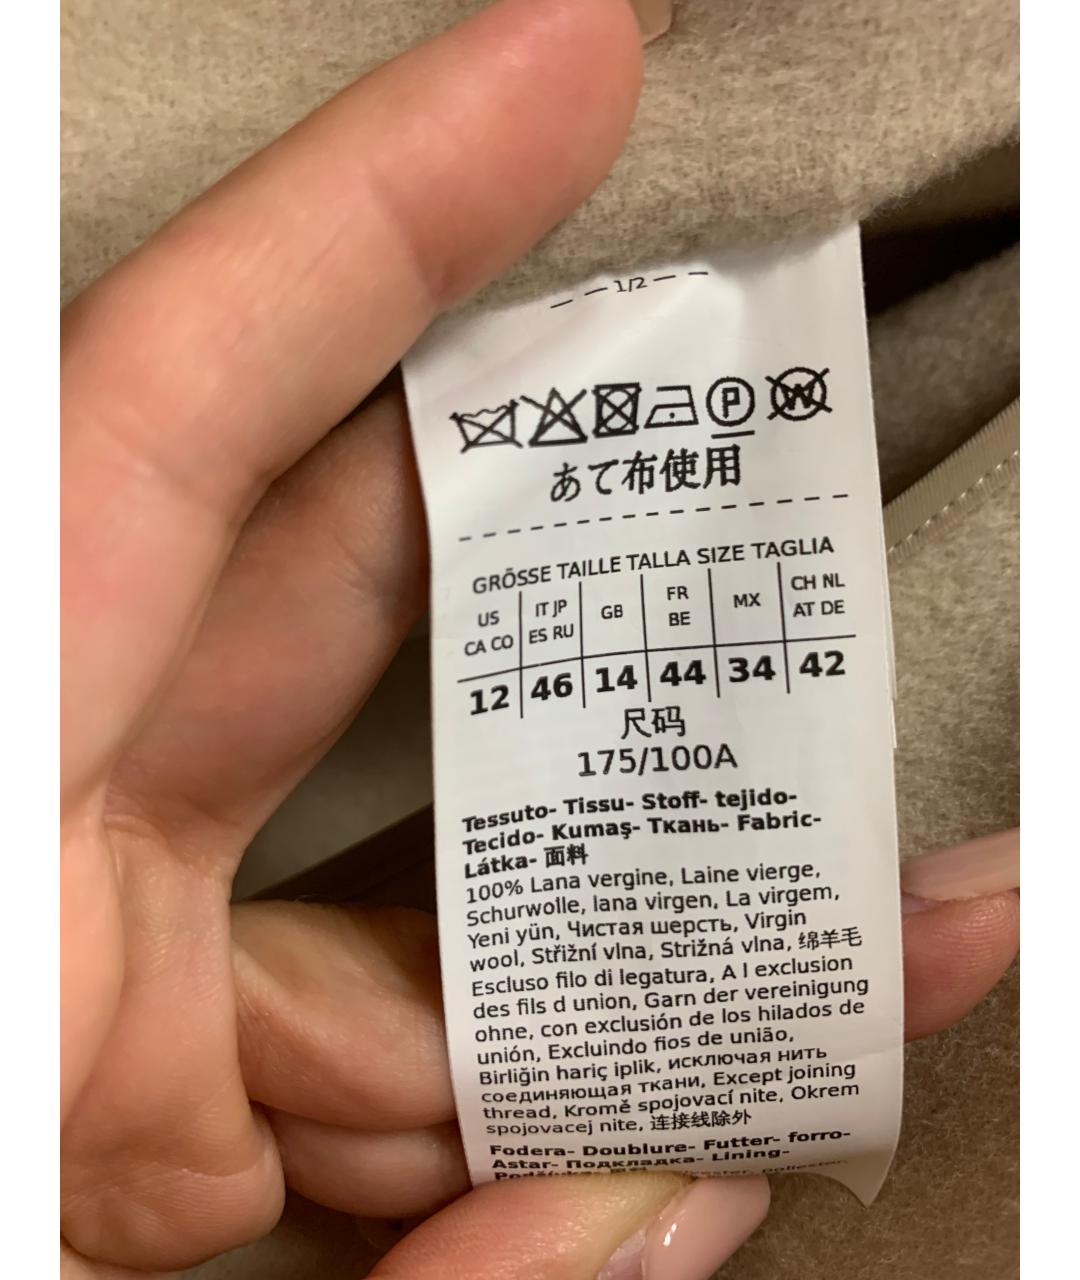 1/2
P W
あて布使用
GRÖSSE TAILLE TALLA SIZE TAGLIA
US CA CO | IT JP ES RU | GB | FR BE | MX | CH NL AT DE
12 | 46 | 14 | 44 | 34 | 42
尺码
175/100A
Tessuto- Tissu- Stoff- tejido-
Tecido- Kumaş- Ткань- Fabric-
Látka- 面料
100% Lana vergine, Laine vierge,
Schurwolle, lana virgen, La virgem,
Yeni yün, Чистая шерсть, Virgin
wool, Střižní vlna, Strižná vlna, 绵羊毛
Escluso filo di legatura, A l exclusion
des fils d union, Garn der vereinigung
ohne, con exclusión de los hilados de
unión, Excluindo fios de união,
Birliğin hariç iplik, исключая нить
соединяющая ткани, Except joining
thread, Kromě spojovací nite, Okrem
spojovacej nite, 连接线除外
Fodera- Doublure- Futter- forro-
Astar- Подкладка- Lining-
poliester,